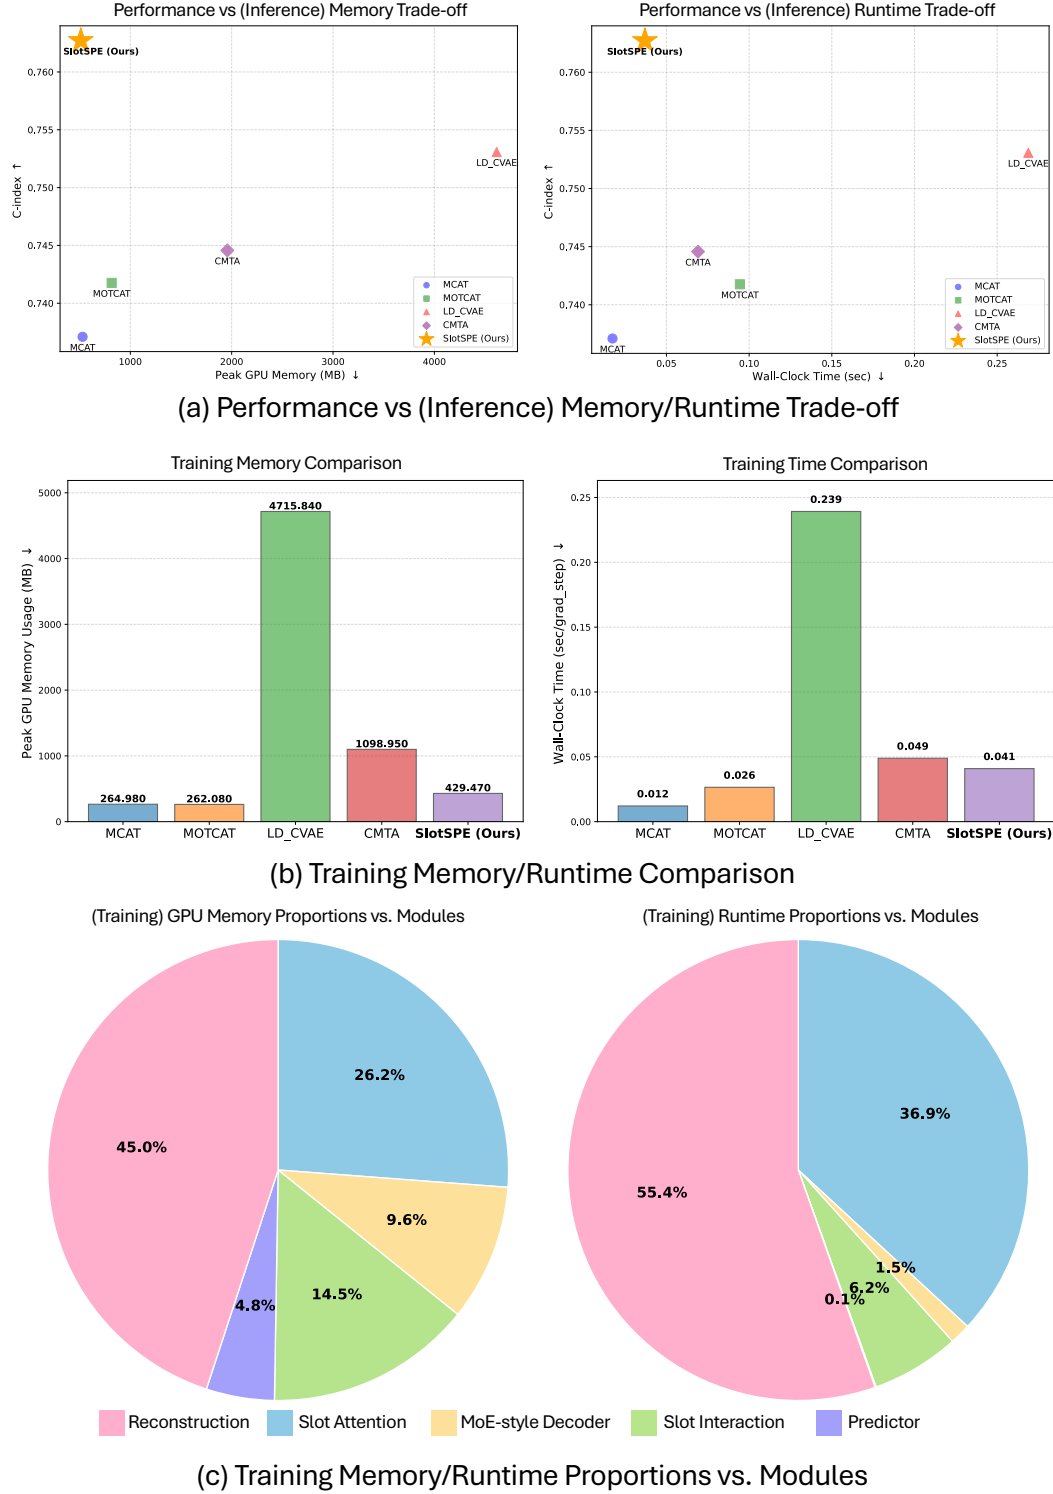 Performance vs (Inference) Memory Trade-off
C-index ↑
0.760
0.755
0.750
0.745
0.740
SlotSPE (Ours)
LD_CVAE
CMTA
MOTCAT
MCAT
MCAT
MOTCAT
LD_CVAE
CMTA
SlotSPE (Ours)
1000
2000
3000
4000
Peak GPU Memory (MB) ↓
Performance vs (Inference) Runtime Trade-off
C-index ↑
0.760
0.755
0.750
0.745
0.740
SlotSPE (Ours)
LD_CVAE
CMTA
MOTCAT
MCAT
MCAT
MOTCAT
LD_CVAE
CMTA
SlotSPE (Ours)
0.05
0.10
0.15
0.20
0.25
Wall-Clock Time (sec) ↓
(a) Performance vs (Inference) Memory/Runtime Trade-off
Training Memory Comparison
Peak GPU Memory Usage (MB) ↓
5000
4000
3000
2000
1000
0
264.980
262.080
4715.840
1098.950
429.470
MCAT
MOTCAT
LD_CVAE
CMTA
SlotSPE (Ours)
Training Time Comparison
Wall-Clock Time (sec/grad_step) ↓
0.25
0.20
0.15
0.10
0.05
0.00
0.012
0.026
0.239
0.049
0.041
MCAT
MOTCAT
LD_CVAE
CMTA
SlotSPE (Ours)
(b) Training Memory/Runtime Comparison
(Training) GPU Memory Proportions vs. Modules
26.2%
45.0%
9.6%
14.5%
4.8%
(Training) Runtime Proportions vs. Modules
36.9%
55.4%
1.5%
6.2%
0.1%
Reconstruction
Slot Attention
MoE-style Decoder
Slot Interaction
Predictor
(c) Training Memory/Runtime Proportions vs. Modules